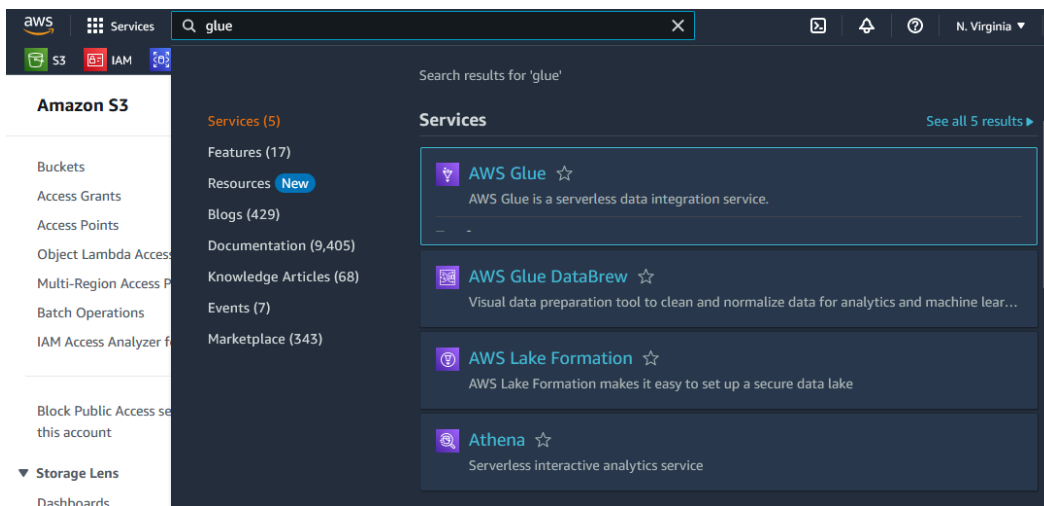 aws Services glue N. Virginia
S3 IAM
Search results for 'glue'
Amazon S3
Buckets
Access Grants
Access Points
Object Lambda Acces
Multi-Region Access P
Batch Operations
IAM Access Analyzer f
Block Public Access se
this account
Storage Lens
Dashboards
Services (5)
Features (17)
Resources New
Blogs (429)
Documentation (9,405)
Knowledge Articles (68)
Events (7)
Marketplace (343)
Services See all 5 results
AWS Glue
AWS Glue is a serverless data integration service.
AWS Glue DataBrew
Visual data preparation tool to clean and normalize data for analytics and machine lear…
AWS Lake Formation
AWS Lake Formation makes it easy to set up a secure data lake
Athena
Serverless interactive analytics service